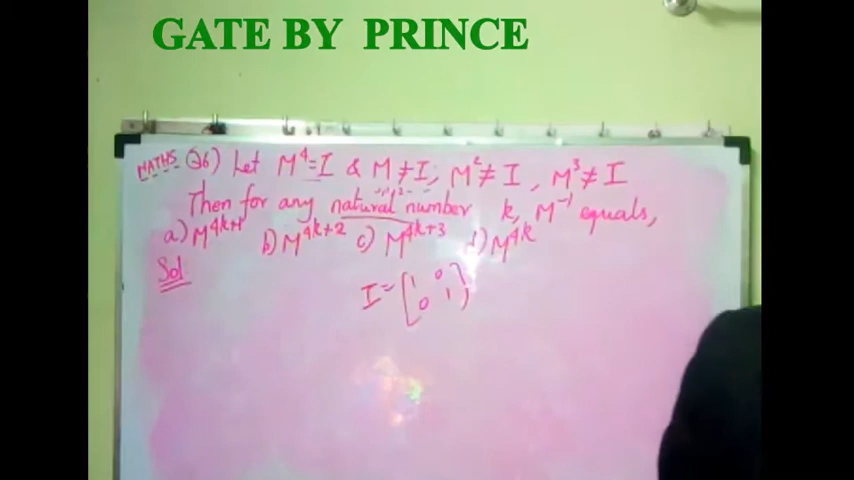 GATE BY PRINCE
MATHS Q6) Let M⁴=I & M≠I, M²≠I, M³≠I
Then for any natural number k, M⁻¹ equals,
a) M⁴ᵏ⁺¹ b) M⁴ᵏ⁺² c) M⁴ᵏ⁺³ d) M⁴ᵏ
Sol
I = [1 0
0 1]